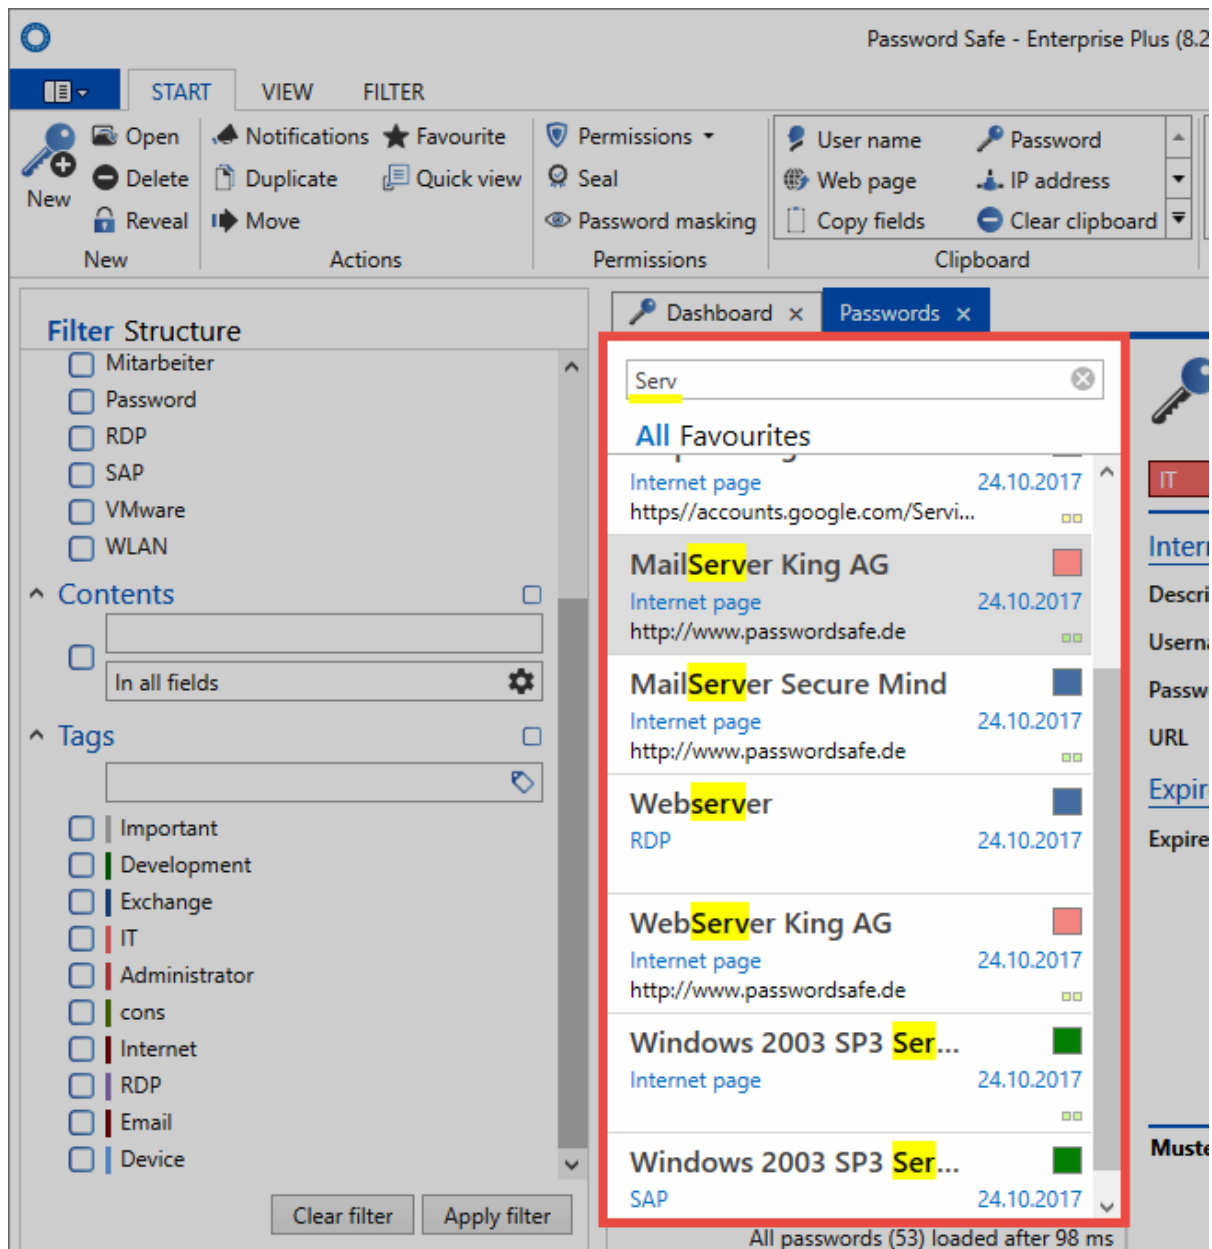 Password Safe - Enterprise Plus (8.2
START VIEW FILTER
New
Open
Delete
Reveal
New
Notifications
Favourite
Duplicate
Quick view
Move
Actions
Permissions
Seal
Password masking
Permissions
User name
Password
Web page
IP address
Copy fields
Clear clipboard
Clipboard
Filter Structure
Mitarbeiter
Password
RDP
SAP
VMware
WLAN
Contents
In all fields
Tags
Important
Development
Exchange
IT
Administrator
cons
Internet
RDP
Email
Device
Clear filter
Apply filter
Dashboard
Passwords
Serv
All Favourites
Internet page 24.10.2017
https//accounts.google.com/Servi...
MailServer King AG
Internet page 24.10.2017
http://www.passwordsafe.de
MailServer Secure Mind
Internet page 24.10.2017
http://www.passwordsafe.de
Webserver
RDP 24.10.2017
WebServer King AG
Internet page 24.10.2017
http://www.passwordsafe.de
Windows 2003 SP3 Ser...
Internet page 24.10.2017
Windows 2003 SP3 Ser...
SAP 24.10.2017
All passwords (53) loaded after 98 ms
IT
Intern
Descri
Userna
Passw
URL
Expir
Expire
Muste